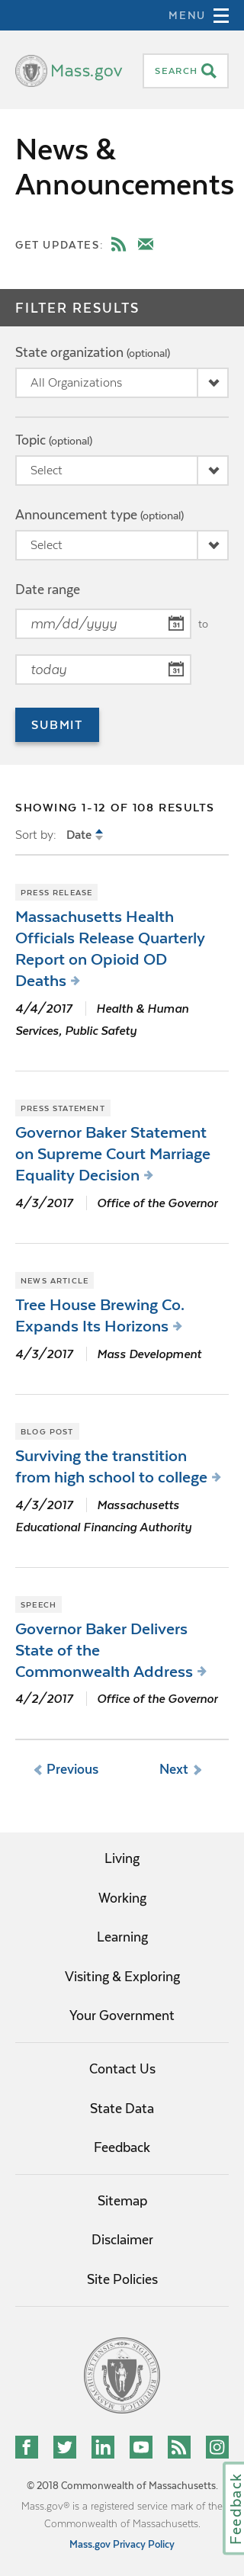 MENU
Mass.gov
SEARCH
News &
Announcements
GET UPDATES:
FILTER RESULTS
State organization (optional)
All Organizations
Topic (optional)
Select
Announcement type (optional)
Select
Date range
mm/dd/yyyy
31
to
today
31
SUBMIT
SHOWING 1-12 OF 108 RESULTS
Sort by: Date
PRESS RELEASE
Massachusetts Health
Officials Release Quarterly
Report on Opioid OD
Deaths
4/4/2017 Health & Human
Services, Public Safety
PRESS STATEMENT
Governor Baker Statement
on Supreme Court Marriage
Equality Decision
4/3/2017 Office of the Governor
NEWS ARTICLE
Tree House Brewing Co.
Expands Its Horizons
4/3/2017 Mass Development
BLOG POST
Surviving the transtition
from high school to college
4/3/2017 Massachusetts
Educational Financing Authority
SPEECH
Governor Baker Delivers
State of the
Commonwealth Address
4/2/2017 Office of the Governor
Previous Next
Living
Working
Learning
Visiting & Exploring
Your Government
Contact Us
State Data
Feedback
Sitemap
Disclaimer
Site Policies
© 2018 Commonwealth of Massachusetts.
Mass.gov® is a registered service mark of the
Commonwealth of Massachusetts.
Mass.gov Privacy Policy
Feedback